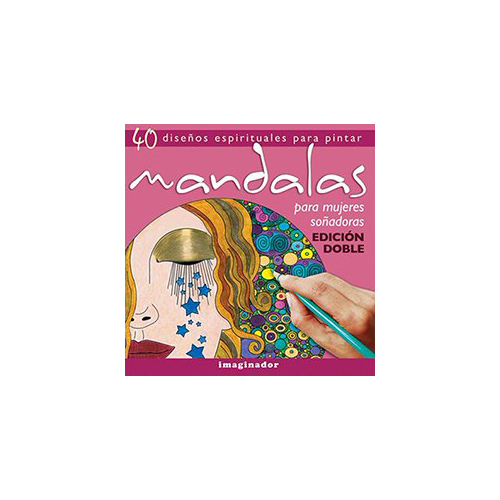 40 diseños espirituales para pintar
mandalas
para mujeres
soñadoras
EDICIÓN
DOBLE
imaginador